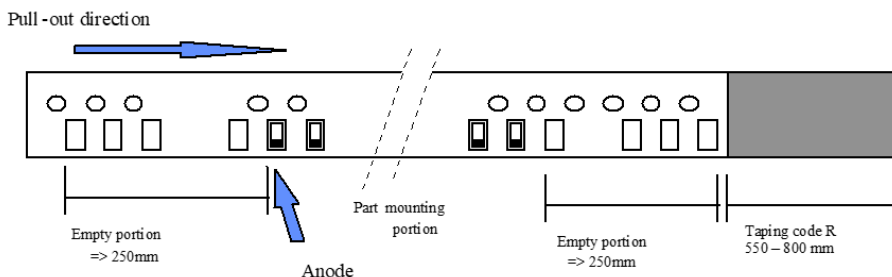 Pull-out direction
Part mounting
portion
Empty portion
=> 250mm
Anode
Empty portion
=> 250mm
Taping code R
550 – 800 mm